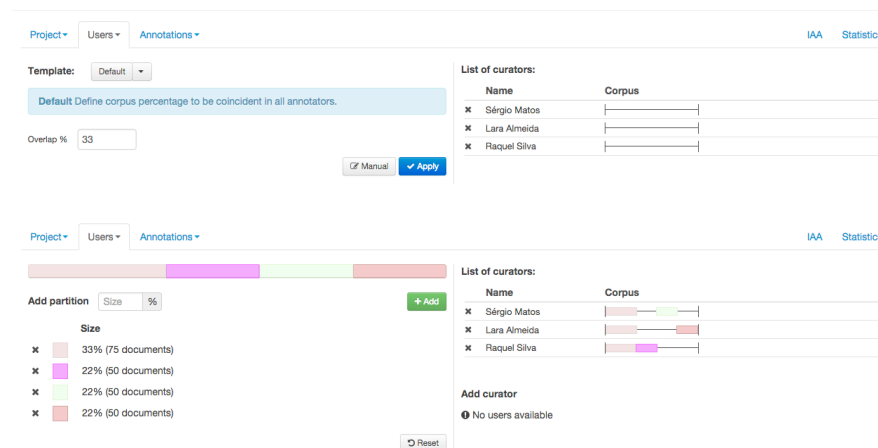 Project Users Annotations IAA Statistic
Template: Default
Default Define corpus percentage to be coincident in all annotators.
Overlap % 33
Manual Apply
List of curators:
Name Corpus
Sérgio Matos
Lara Almeida
Raquel Silva
Project Users Annotations IAA Statistic
Add partition Size % + Add
Size
33% (75 documents)
22% (50 documents)
22% (50 documents)
22% (50 documents)
Reset
List of curators:
Name Corpus
Sérgio Matos
Lara Almeida
Raquel Silva
Add curator
No users available